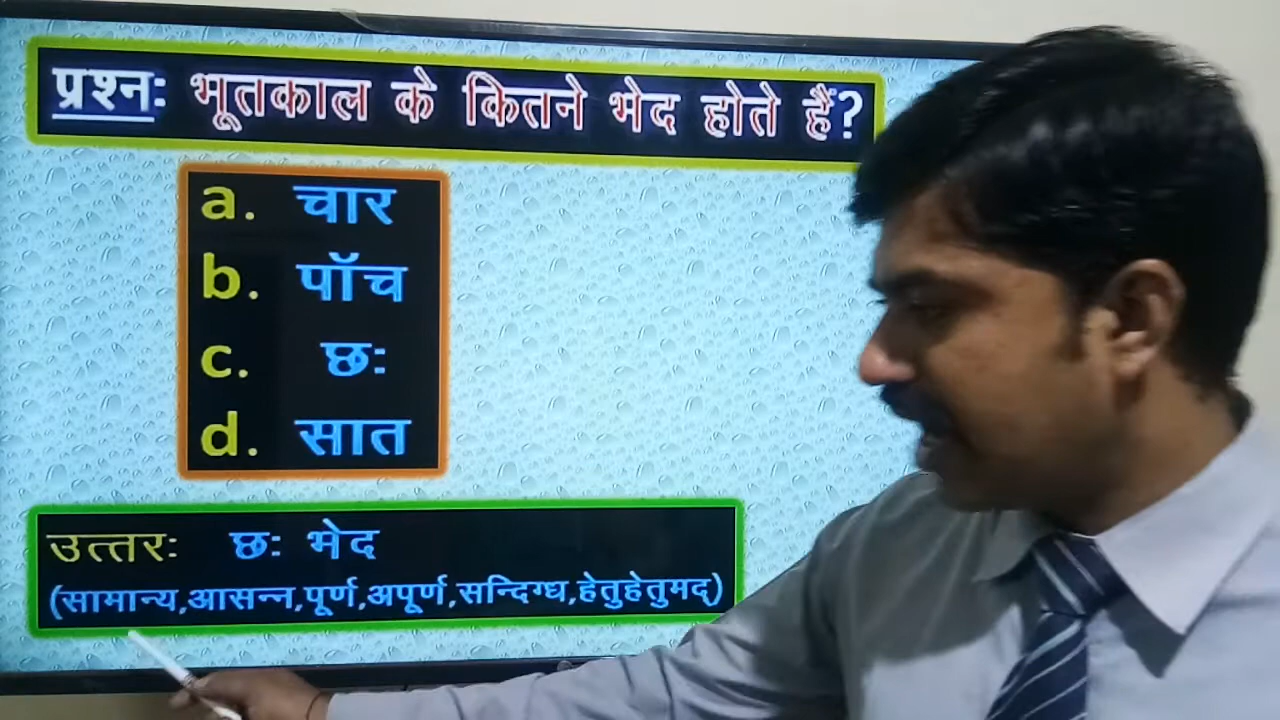 प्रश्न: भूतकाल के कितने भेद होते हैं?
a. चार
b. पाॅच
c. छ:
d. सात
उत्तर: छ: भेद
(सामान्य,आसन्न,पूर्ण,अपूर्ण,सन्दिग्ध,हेतुहेतुमद्)